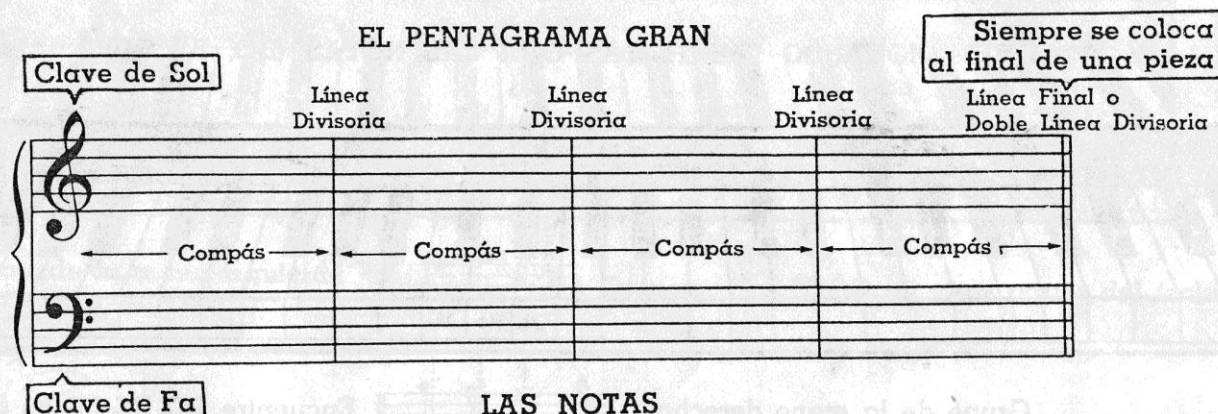 EL PENTAGRAMA GRAN
Siempre se coloca
al final de una pieza
Clave de Sol
Línea
Divisoria
Línea
Divisoria
Línea
Divisoria
Línea Final o
Doble Línea Divisoria
Compás
Compás
Compás
Compás
Clave de Fa
LAS NOTAS